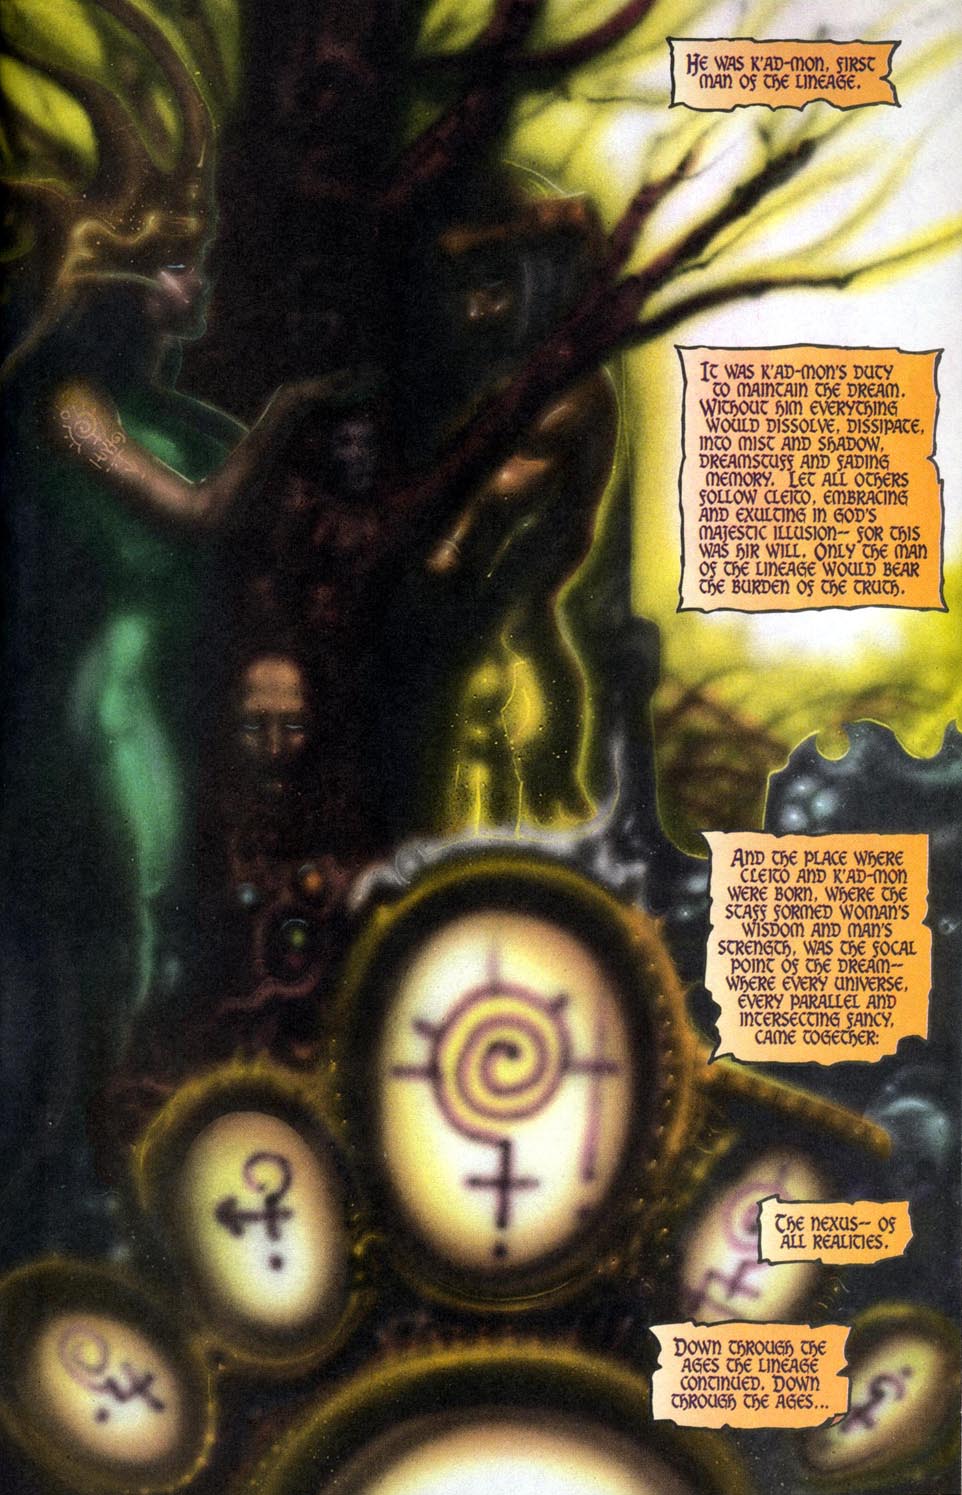 He was K'ad-mon, first
man of the lineage.
It was K'ad-mon's duty
to maintain the dream.
Without him everything
would dissolve, dissipate,
into mist and shadow,
dreamstuff and fading
memory. Let all others
follow Cleito, embracing
and exulting in God's
majestic illusion-- for this
was hir will. Only the man
of the lineage would bear
the burden of the truth.
And the place where
Cleito and K'ad-mon
were born, where the
staff formed woman's
wisdom and man's
strength, was the focal
point of the dream--
where every universe,
every parallel and
intersecting fancy,
came together:
The nexus-- of
all realities.
Down through the
ages the lineage
continued. Down
through the ages...